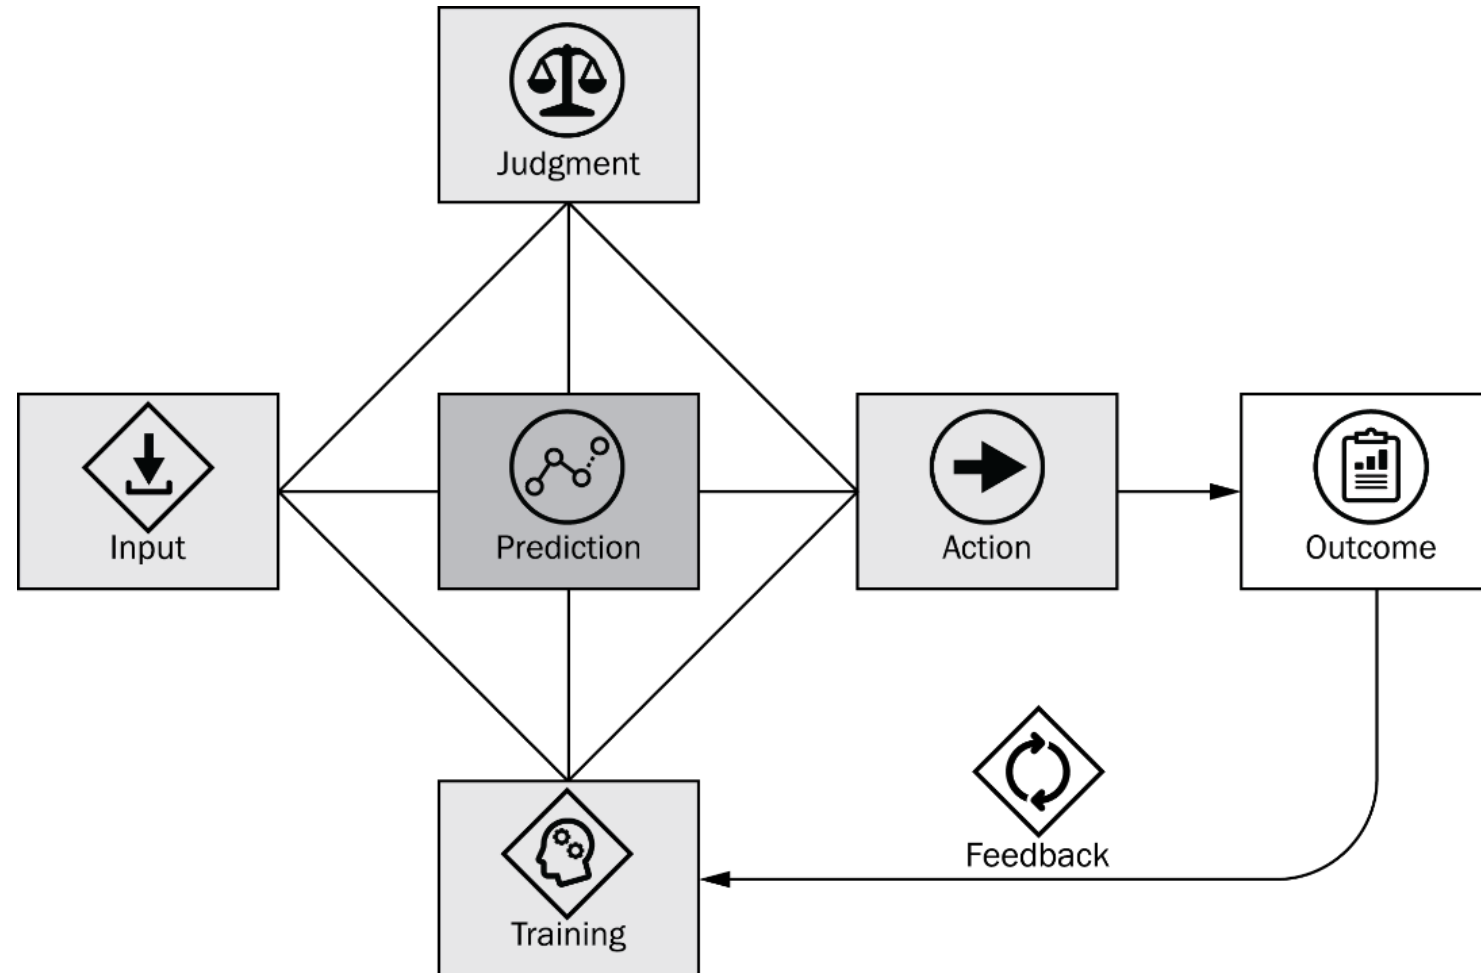 Judgment
Input
Prediction
Action
Outcome
Feedback
Training